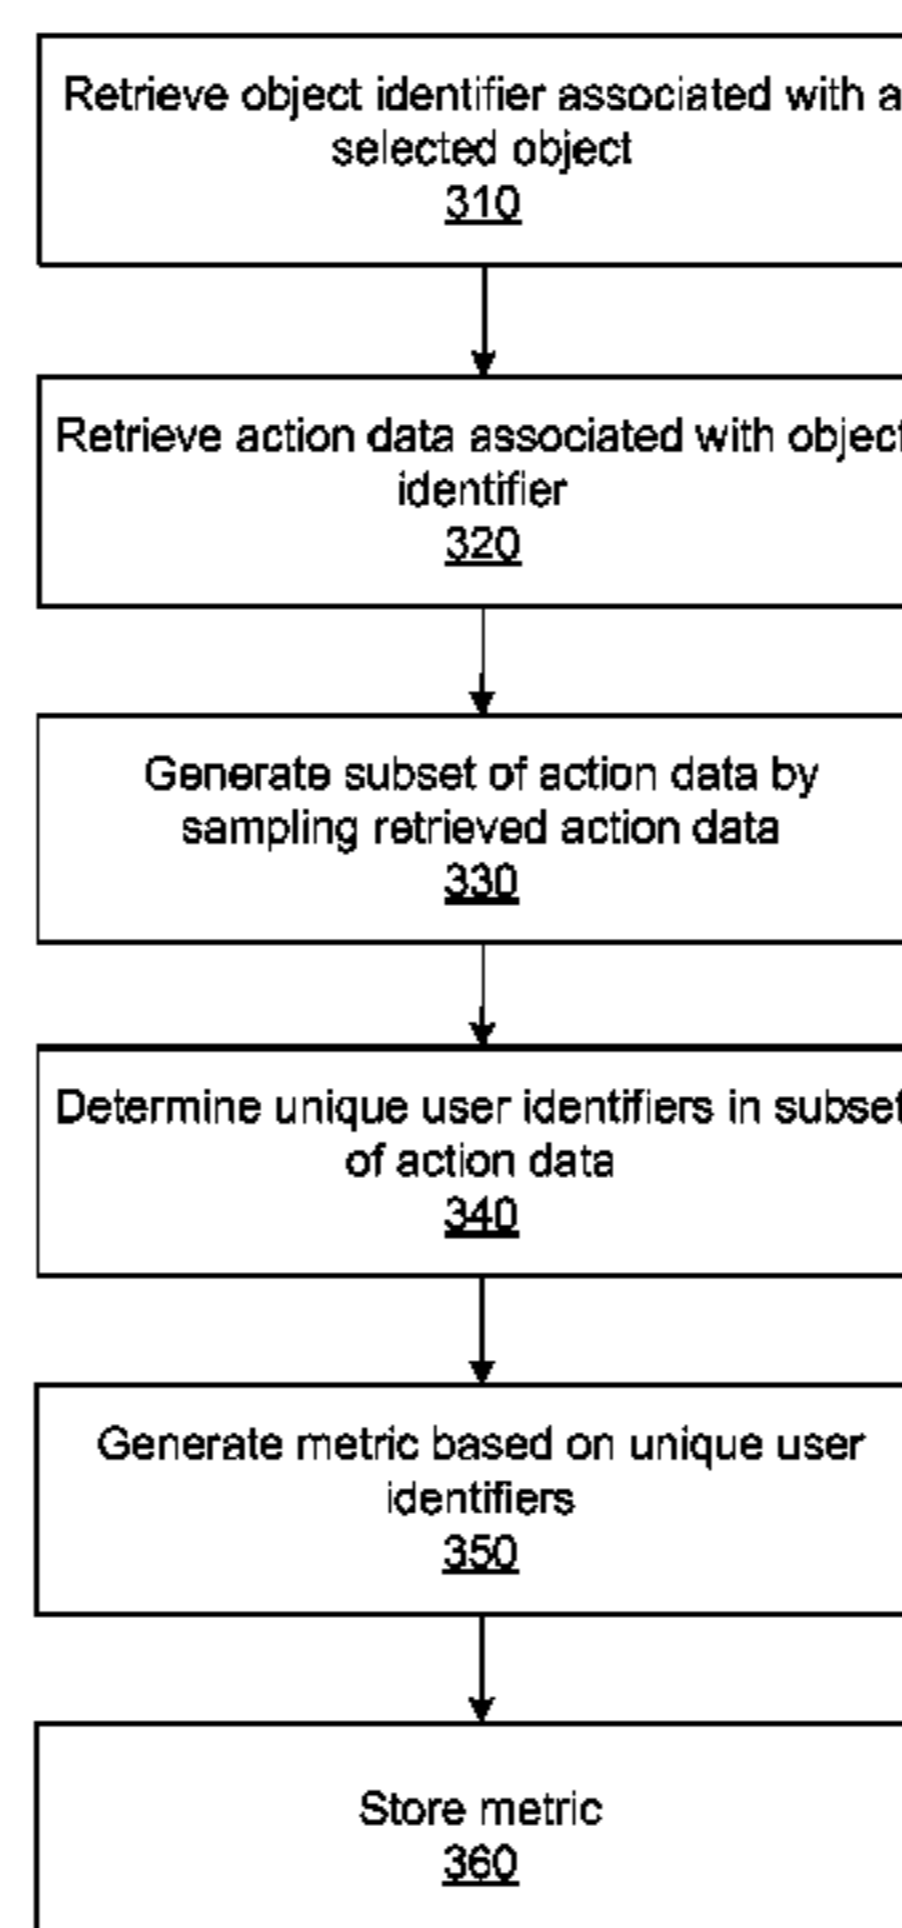 Retrieve object identifier associated with a
selected object
310
Retrieve action data associated with object
identifier
320
Generate subset of action data by
sampling retrieved action data
330
Determine unique user identifiers in subset
of action data
340
Generate metric based on unique user
identifiers
350
Store metric
360